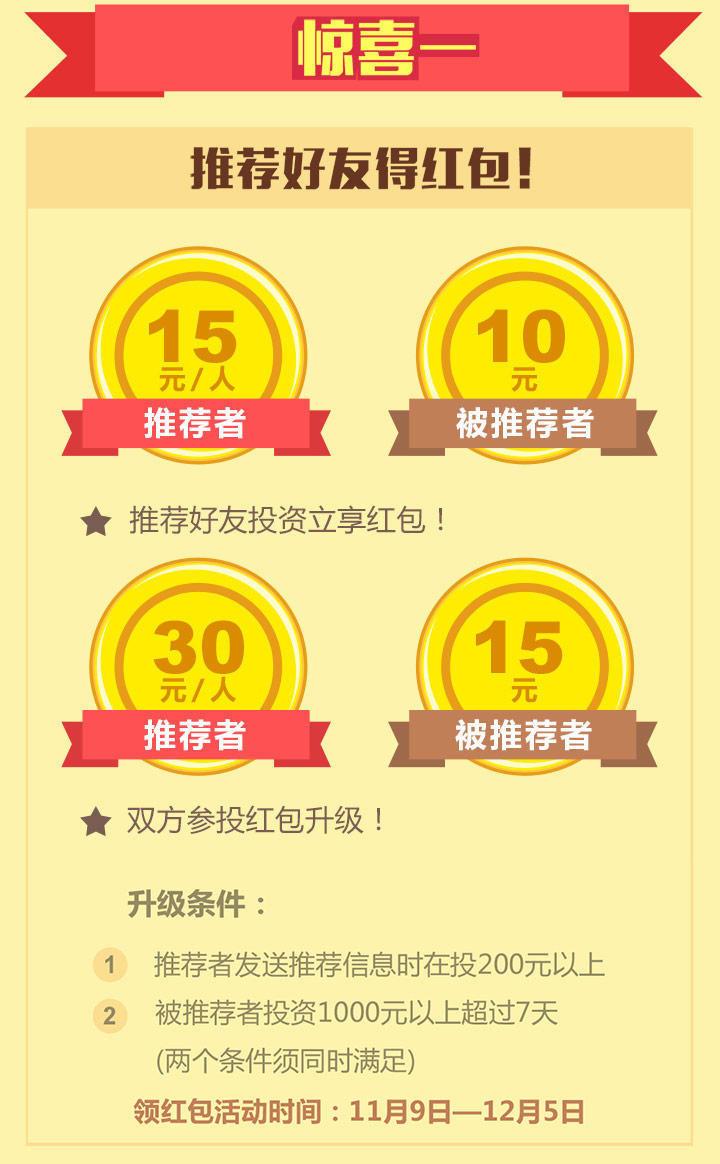 惊喜一
推荐好友得红包!
15
元/人
推荐者
10
元
被推荐者
推荐好友投资立享红包！
30
元/人
推荐者
15
元
被推荐者
双方参投红包升级！
升级条件：
1 推荐者发送推荐信息时在投200元以上
2 被推荐者投资1000元以上超过7天
(两个条件须同时满足)
领红包活动时间：11月9日—12月5日